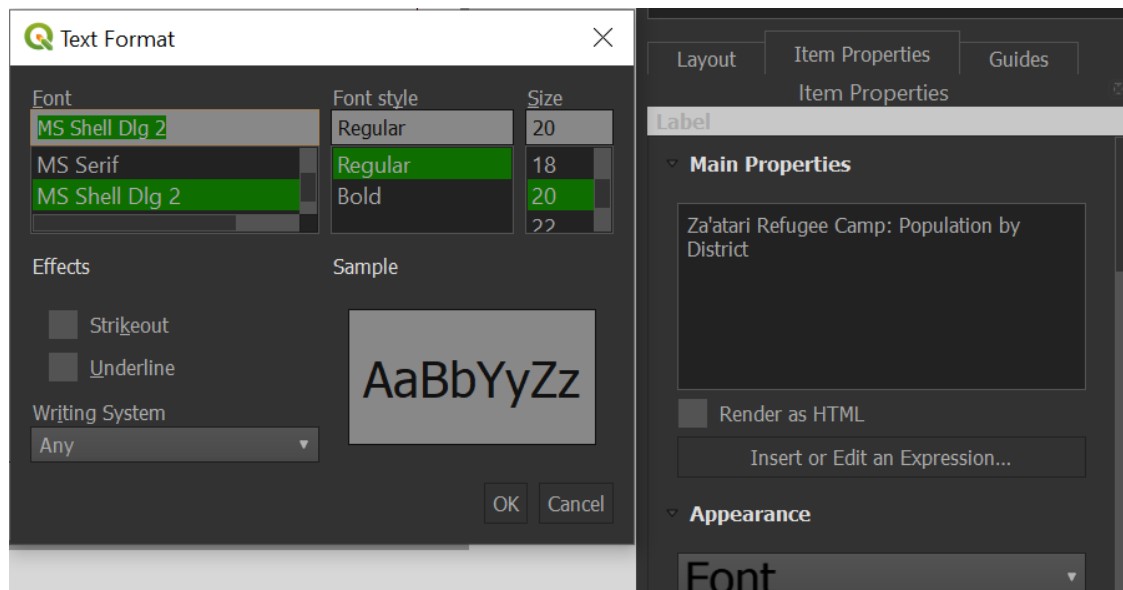 Text Format
Font
Font style
Size
MS Shell Dlg 2
Regular
20
MS Serif
MS Shell Dlg 2
Regular
Bold
18
20
22
Effects
Sample
Strikeout
Underline
AaBbYyZz
Writing System
Any
OK
Cancel
Layout
Item Properties
Guides
Item Properties
Label
Main Properties
Za'atari Refugee Camp: Population by
District
Render as HTML
Insert or Edit an Expression...
Appearance
Font